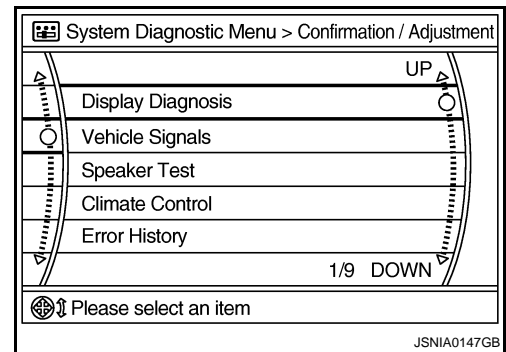 System Diagnostic Menu > Confirmation / Adjustment
UP
Display Diagnosis
Vehicle Signals
Speaker Test
Climate Control
Error History
1/9 DOWN
Please select an item
JSNIA0147GB